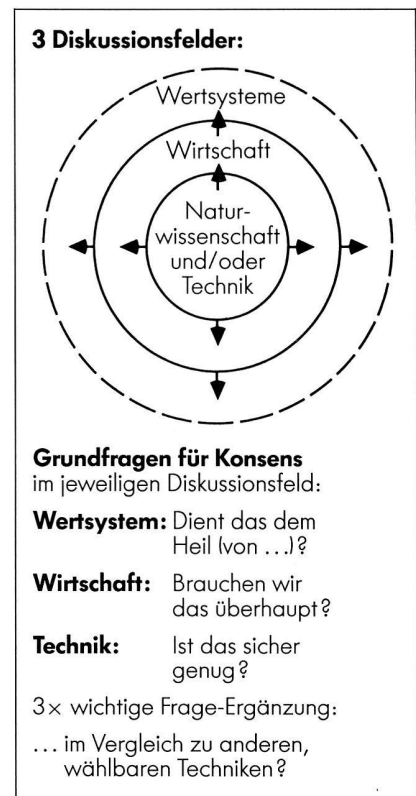 3 Diskussionsfelder:
Wertsysteme
Wirtschaft
Natur-
wissenschaft
und/oder
Technik
Grundfragen für Konsens
im jeweiligen Diskussionsfeld:
Wertsystem: Dient das dem
Heil (von ...)?
Wirtschaft: Brauchen wir
das überhaupt?
Technik: Ist das sicher
genug?
3× wichtige Frage-Ergänzung:
... im Vergleich zu anderen,
wählbaren Techniken?